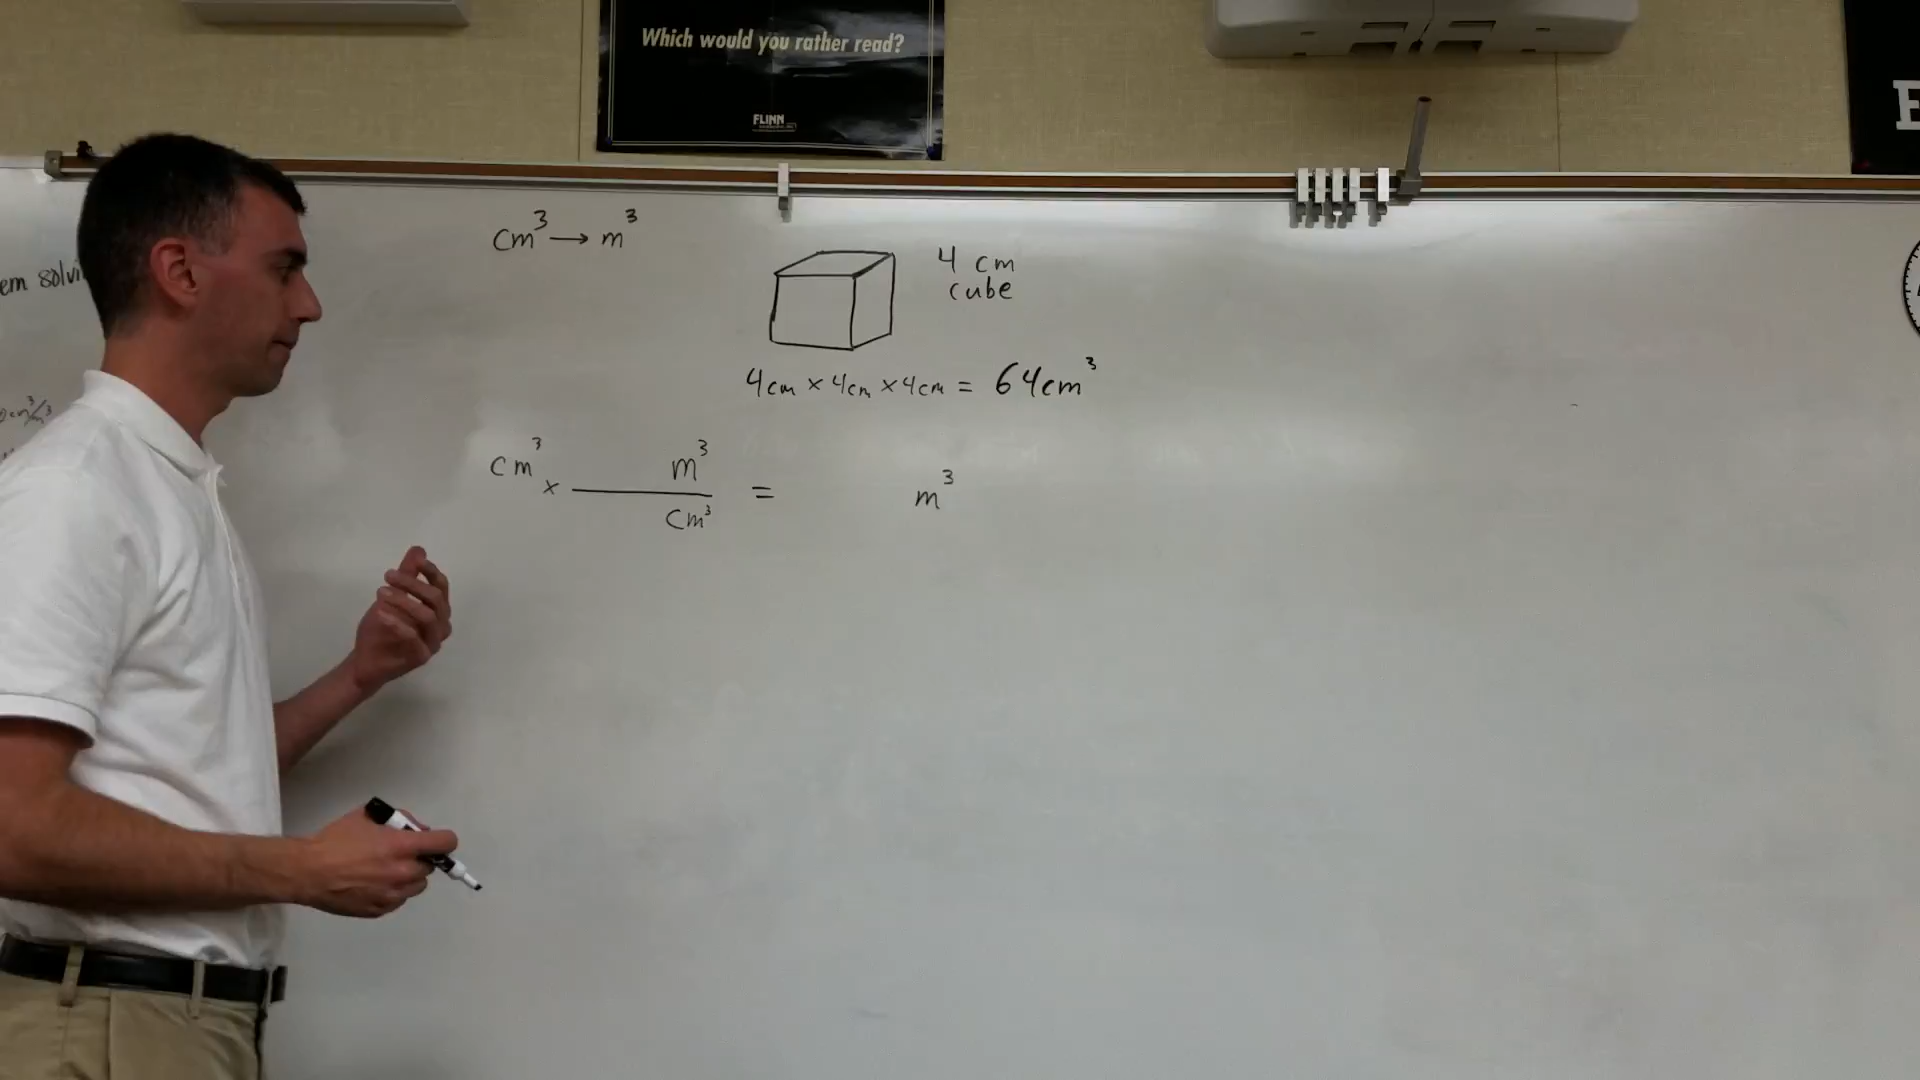 Which would you rather read?
FLINN
cm³ → m³
em solvi
4 cm
cube
4cm × 4cm × 4cm = 64cm³
cm³ × m³ / cm³ = m³
E